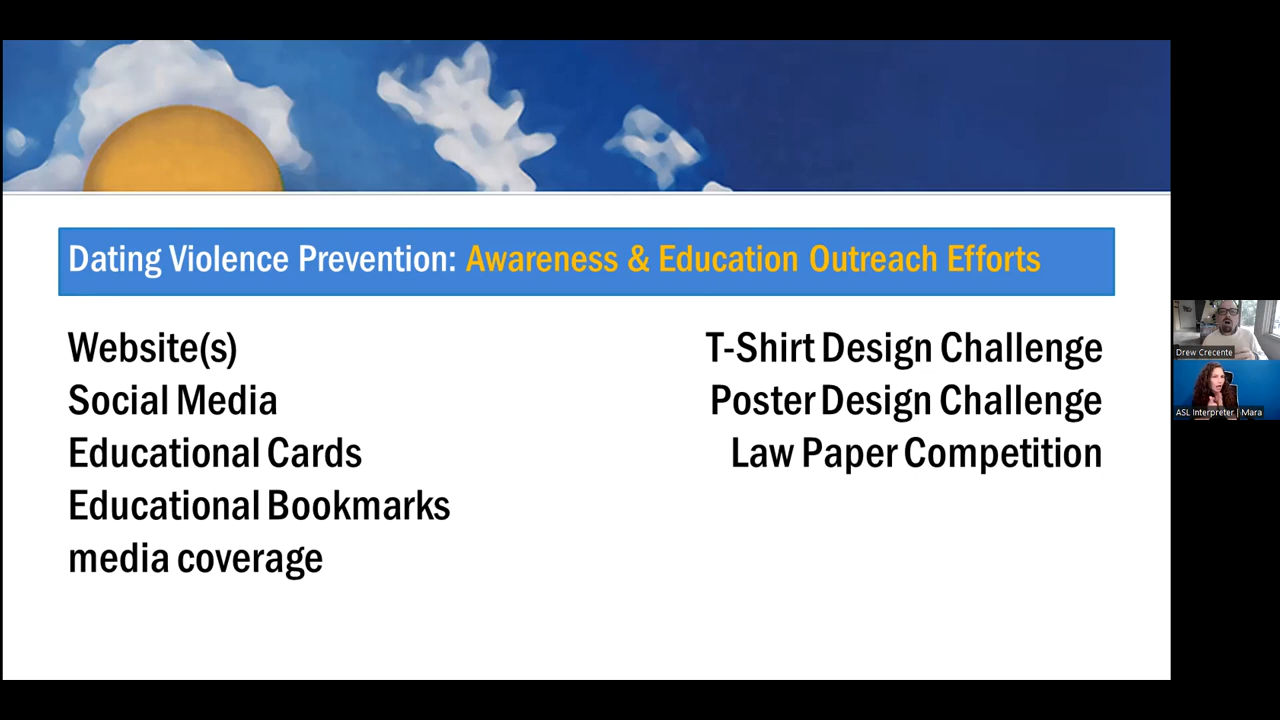 Dating Violence Prevention: Awareness & Education Outreach Efforts
Website(s)
Social Media
Educational Cards
Educational Bookmarks
media coverage
T-Shirt Design Challenge
Poster Design Challenge
Law Paper Competition
Drew Crecente
ASL Interpreter | Mara